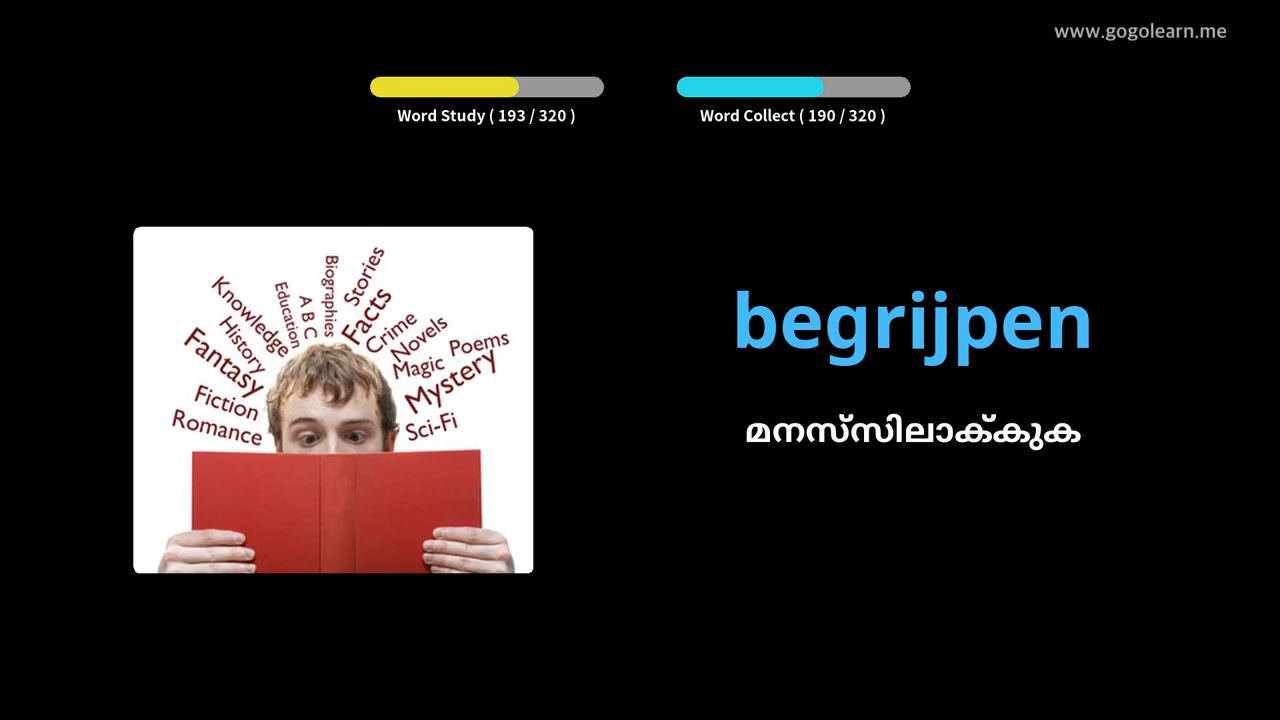 www.gogolearn.me
Word Study ( 193 / 320 )
Word Collect ( 190 / 320 )
Knowledge
History
Fantasy
Fiction
Romance
Education
A B C
Biographies
Stories
Facts
Crime
Novels
Magic
Poems
Mystery
Sci-Fi
begrijpen
മനസ്സിലാക്കുക